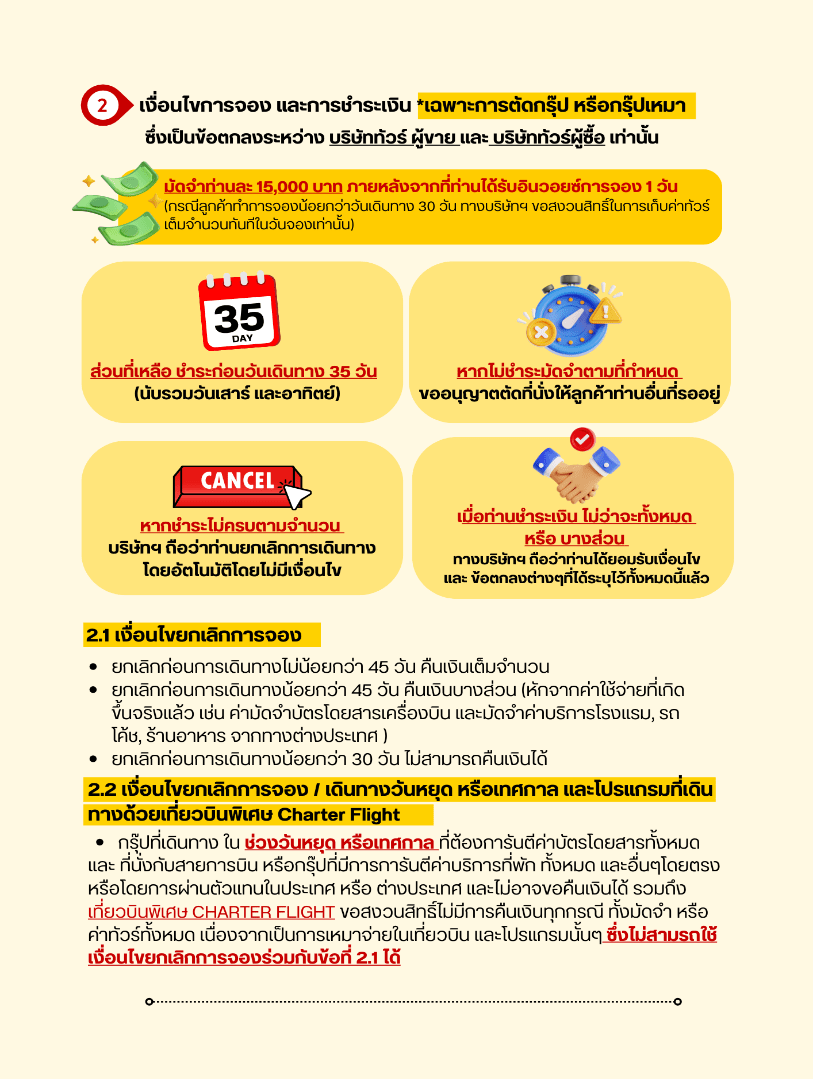 2
เงื่อนไขการจอง และการชำระเงิน *เฉพาะการตัดกรุ๊ป หรือกรุ๊ปเหมา
ซึ่งเป็นข้อตกลงระหว่าง บริษัททัวร์ ผู้ขาย และ บริษัททัวร์ผู้ซื้อ เท่านั้น
มัดจำท่านละ 15,000 บาท ภายหลังจากที่ท่านได้รับอินวอยซ์การจอง 1 วัน
(กรณีลูกค้าทำการจองน้อยกว่าวันเดินทาง 30 วัน ทางบริษัทฯ ขอสงวนสิทธิ์ในการเก็บค่าทัวร์
เต็มจำนวนทันทีในวันจองเท่านั้น)
35
DAY
ส่วนที่เหลือ ชำระก่อนวันเดินทาง 35 วัน
(นับรวมวันเสาร์ และอาทิตย์)
หากไม่ชำระมัดจำตามที่กำหนด
ขออนุญาตตัดที่นั่งให้ลูกค้าท่านอื่นที่รออยู่
CANCEL
หากชำระไม่ครบตามจำนวน
บริษัทฯ ถือว่าท่านยกเลิกการเดินทาง
โดยอัตโนมัติโดยไม่มีเงื่อนไข
เมื่อท่านชำระเงิน ไม่ว่าจะทั้งหมด
หรือ บางส่วน
ทางบริษัทฯ ถือว่าท่านได้ยอมรับเงื่อนไข
และ ข้อตกลงต่างๆที่ได้ระบุไว้ทั้งหมดนี้แล้ว
2.1 เงื่อนไขยกเลิกการจอง
• ยกเลิกก่อนการเดินทางไม่น้อยกว่า 45 วัน คืนเงินเต็มจำนวน
• ยกเลิกก่อนการเดินทางน้อยกว่า 45 วัน คืนเงินบางส่วน (หักจากค่าใช้จ่ายที่เกิด
ขึ้นจริงแล้ว เช่น ค่ามัดจำบัตรโดยสารเครื่องบิน และมัดจำค่าบริการโรงแรม, รถ
โค้ช, ร้านอาหาร จากทางต่างประเทศ )
• ยกเลิกก่อนการเดินทางน้อยกว่า 30 วัน ไม่สามารถคืนเงินได้
2.2 เงื่อนไขยกเลิกการจอง / เดินทางวันหยุด หรือเทศกาล และโปรแกรมที่เดิน
ทางด้วยเที่ยวบินพิเศษ Charter Flight
• กรุ๊ปที่เดินทาง ใน ช่วงวันหยุด หรือเทศกาล ที่ต้องการันตีค่าบัตรโดยสารทั้งหมด
และ ที่นั่งกับสายการบิน หรือกรุ๊ปที่มีการการันตีค่าบริการที่พัก ทั้งหมด และอื่นๆโดยตรง
หรือโดยการผ่านตัวแทนในประเทศ หรือ ต่างประเทศ และไม่อาจขอคืนเงินได้ รวมถึง
เที่ยวบินพิเศษ CHARTER FLIGHT ขอสงวนสิทธิ์ไม่มีการคืนเงินทุกกรณี ทั้งมัดจำ หรือ
ค่าทัวร์ทั้งหมด เนื่องจากเป็นการเหมาจ่ายในเที่ยวบิน และโปรแกรมนั้นๆ ซึ่งไม่สามรถใช้
เงื่อนไขยกเลิกการจองร่วมกับข้อที่ 2.1 ได้